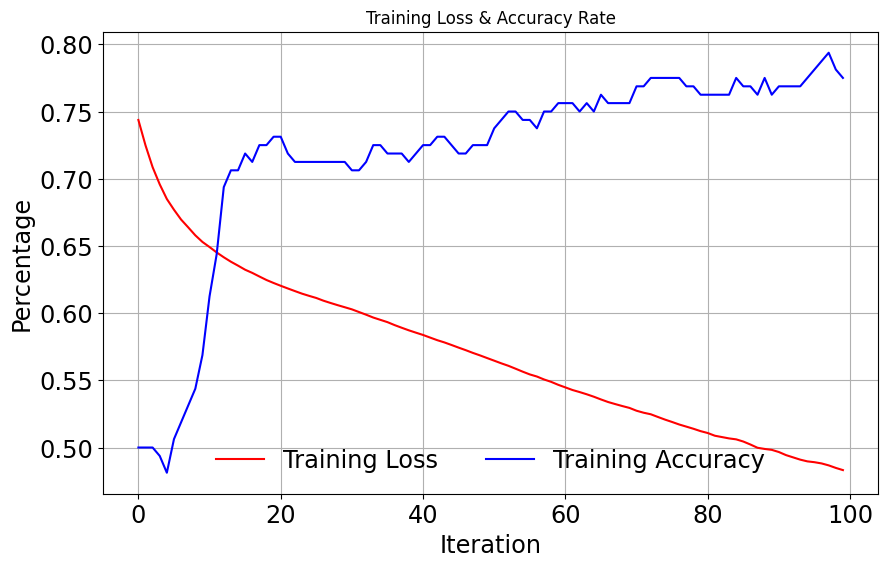 Training Loss & Accuracy Rate
0.80
0.75
0.70
0.65
0.60
0.55
0.50
Percentage
Training Loss
Training Accuracy
0
20
40
60
80
100
Iteration